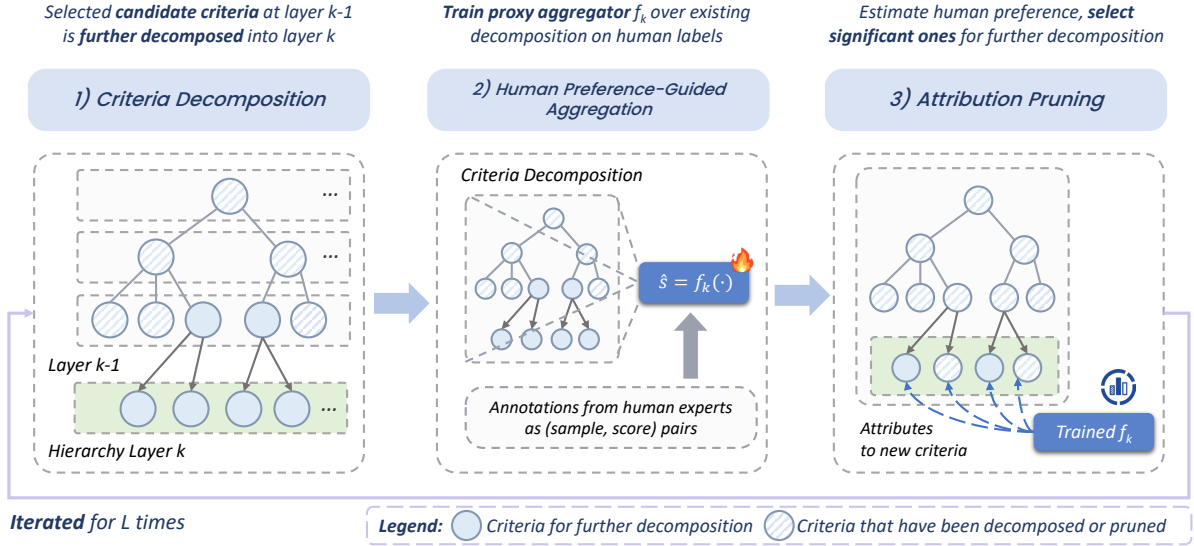 Selected candidate criteria at layer k-1
is further decomposed into layer k
Train proxy aggregator f_k over existing
decomposition on human labels
Estimate human preference, select
significant ones for further decomposition
1) Criteria Decomposition
2) Human Preference-Guided
Aggregation
3) Attribution Pruning
...
...
...
Layer k-1
...
Hierarchy Layer k
Criteria Decomposition
ŝ = f_k(·)
Annotations from human experts
as (sample, score) pairs
Attributes
to new criteria
Trained f_k
Iterated for L times
Legend: Criteria for further decomposition Criteria that have been decomposed or pruned